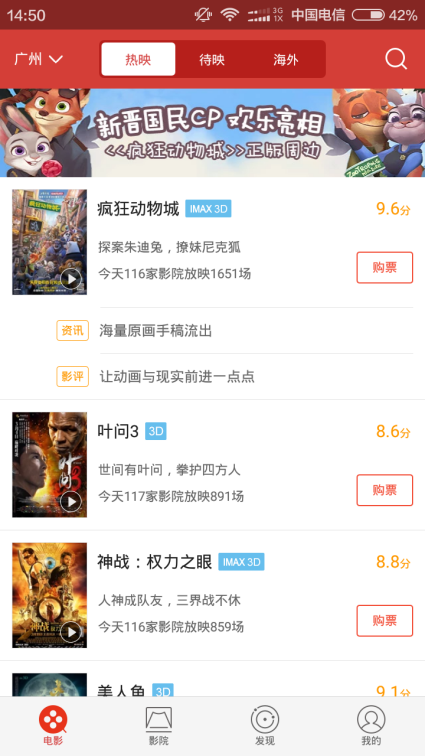 14:50
3G
1X
中国电信
42%
广州
热映
待映
海外
新晋国民CP 欢乐亮相
<<疯狂动物城>>正版周边
疯狂动物城
IMAX 3D
9.6分
探案朱迪兔，撩妹尼克狐
今天116家影院放映1651场
购票
资讯
海量原画手稿流出
影评
让动画与现实前进一点点
叶问3
3D
8.6分
世间有叶问，拳护四方人
今天117家影院放映891场
购票
神战：权力之眼
IMAX 3D
8.8分
人神成队友，三界战不休
今天116家影院放映859场
购票
美人鱼
3D
9.1分
电影
影院
发现
我的